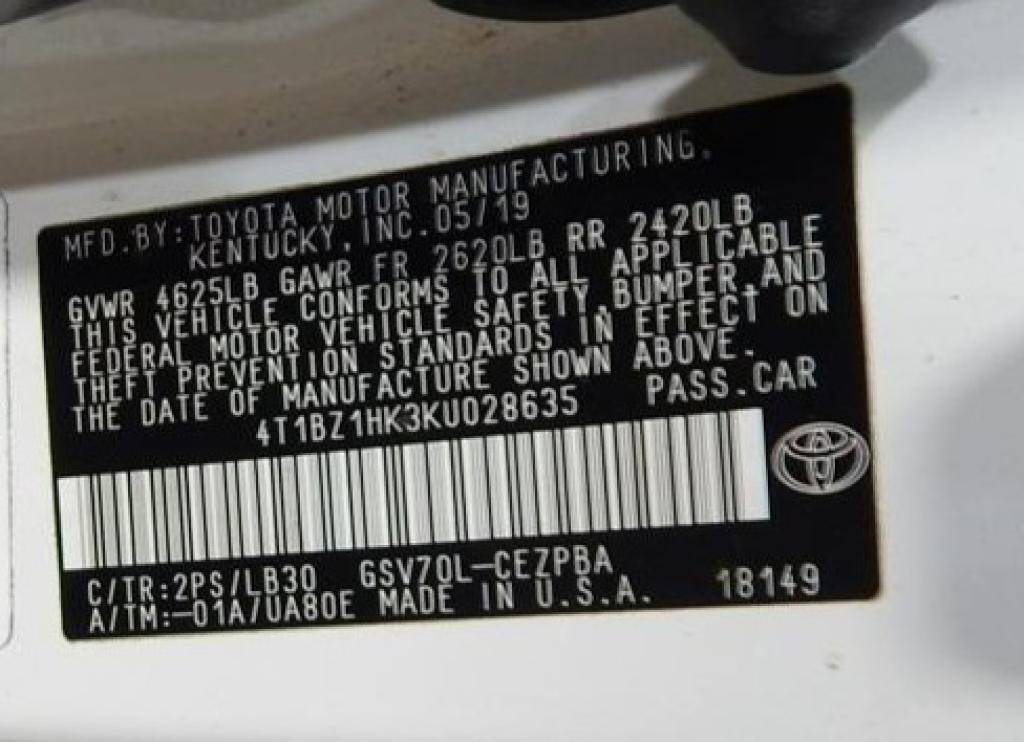 MFD.BY:TOYOTA MOTOR MANUFACTURING.
KENTUCKY, INC. 05/19
GVWR 4625LB GAWR FR 2620LB RR 2420LB
THIS VEHICLE CONFORMS TO ALL APPLICABLE
FEDERAL MOTOR VEHICLE SAFETY,BUMPER,AND
THEFT PREVENTION STANDARDS IN EFFECT ON
THE DATE OF MANUFACTURE SHOWN ABOVE.
4T1BZ1HK3KU028635 PASS.CAR
C/TR:2PS/LB30 GSV70L-CEZPBA
A/TM:-01A/UA80E MADE IN U.S.A. 18149